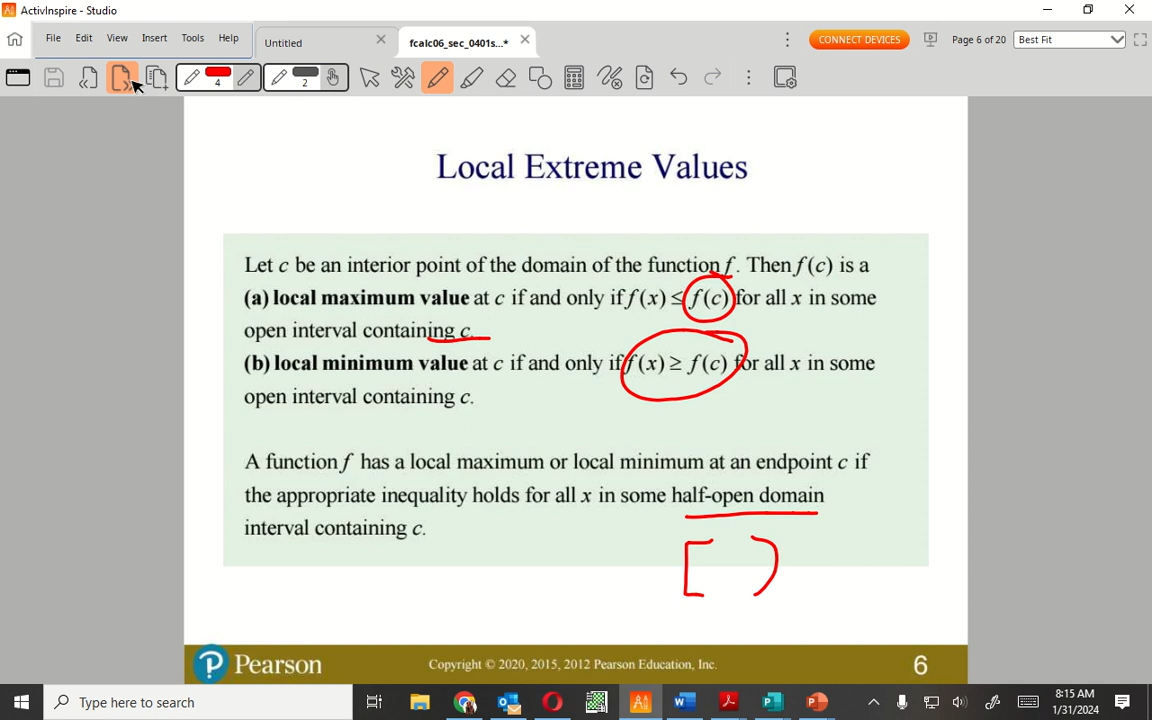 ActivInspire - Studio
File Edit View Insert Tools Help
Untitled
fcalc06_sec_0401s...*
CONNECT DEVICES
Page 6 of 20
Best Fit
4
2
Local Extreme Values
Let c be an interior point of the domain of the function f. Then f(c) is a
(a) local maximum value at c if and only if f(x) ≤ f(c) for all x in some
open interval containing c.
(b) local minimum value at c if and only if f(x) ≥ f(c) for all x in some
open interval containing c.
A function f has a local maximum or local minimum at an endpoint c if
the appropriate inequality holds for all x in some half-open domain
interval containing c.
[ )
Pearson
Copyright © 2020, 2015, 2012 Pearson Education, Inc.
6
Type here to search
8:15 AM
1/31/2024